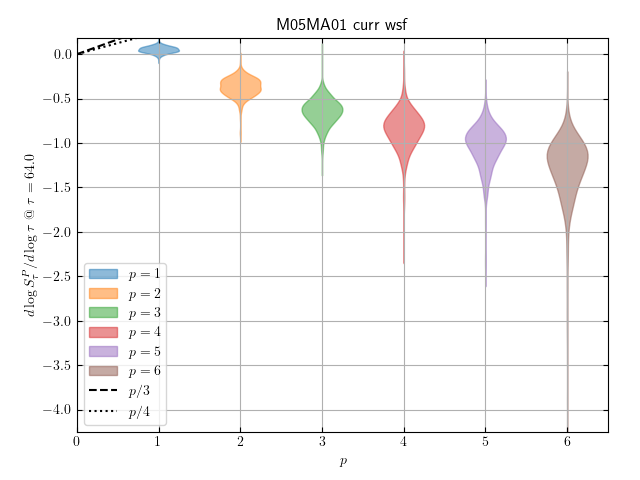 M05MA01 curr wsf
0.0
−0.5
−1.0
−1.5
−2.0
−2.5
−3.0
−3.5
−4.0
d log S_τ^P / d log τ @ τ = 64.0
p = 1
p = 2
p = 3
p = 4
p = 5
p = 6
p/3
p/4
0 1 2 3 4 5 6
p